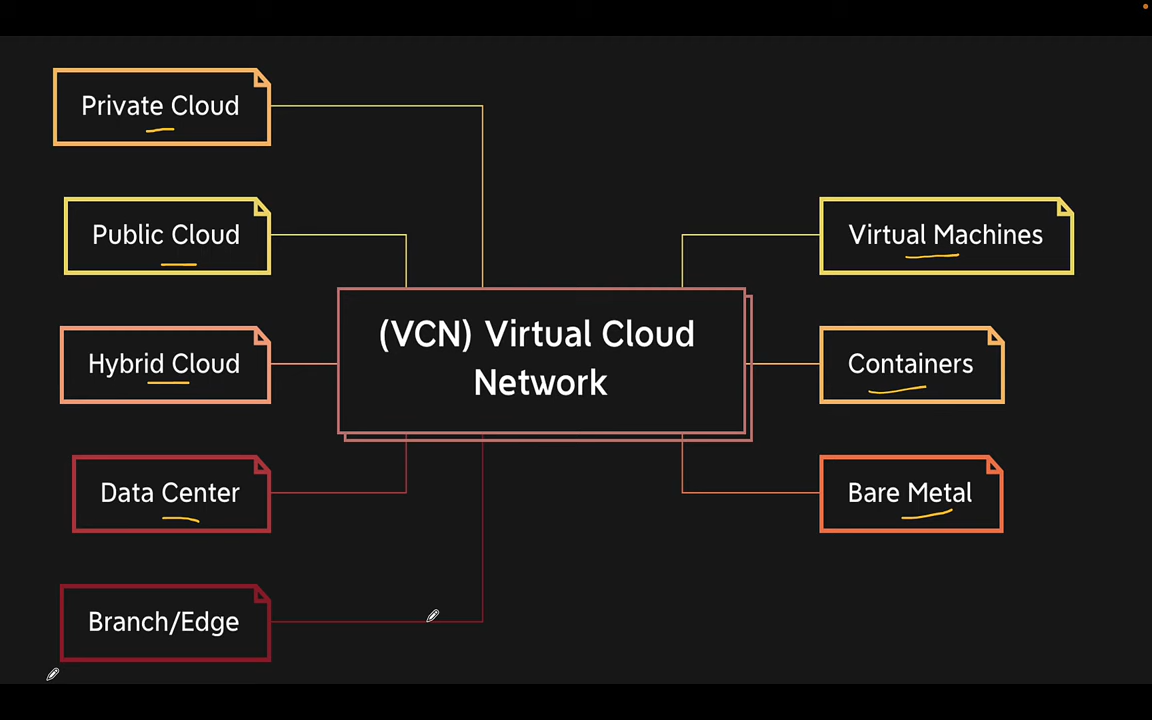 Private Cloud
Public Cloud
Hybrid Cloud
Data Center
Branch/Edge
(VCN) Virtual Cloud
Network
Virtual Machines
Containers
Bare Metal